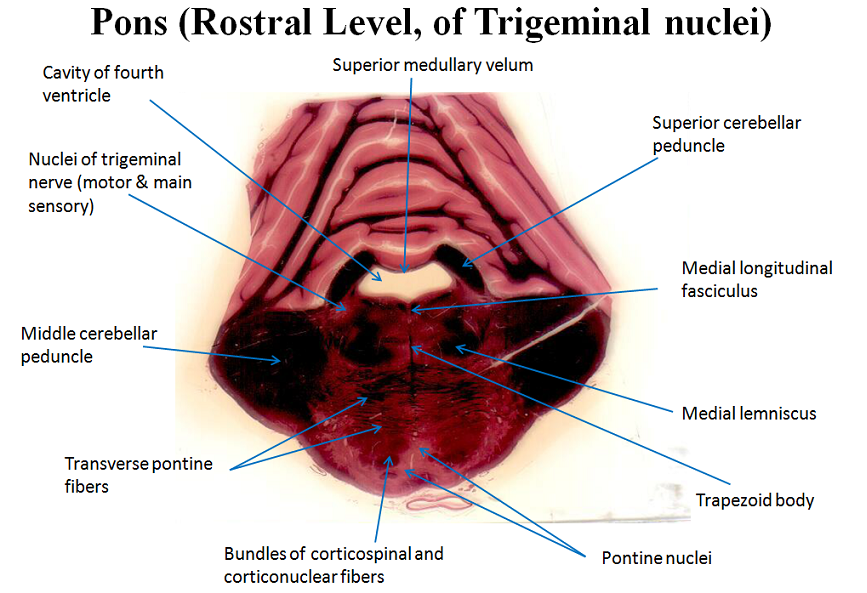 Pons (Rostral Level, of Trigeminal nuclei)
Superior medullary velum
Cavity of fourth
ventricle
Superior cerebellar
peduncle
Nuclei of trigeminal
nerve (motor & main
sensory)
Medial longitudinal
fasciculus
Middle cerebellar
peduncle
Medial lemniscus
Transverse pontine
fibers
Trapezoid body
Bundles of corticospinal and
corticonuclear fibers
Pontine nuclei